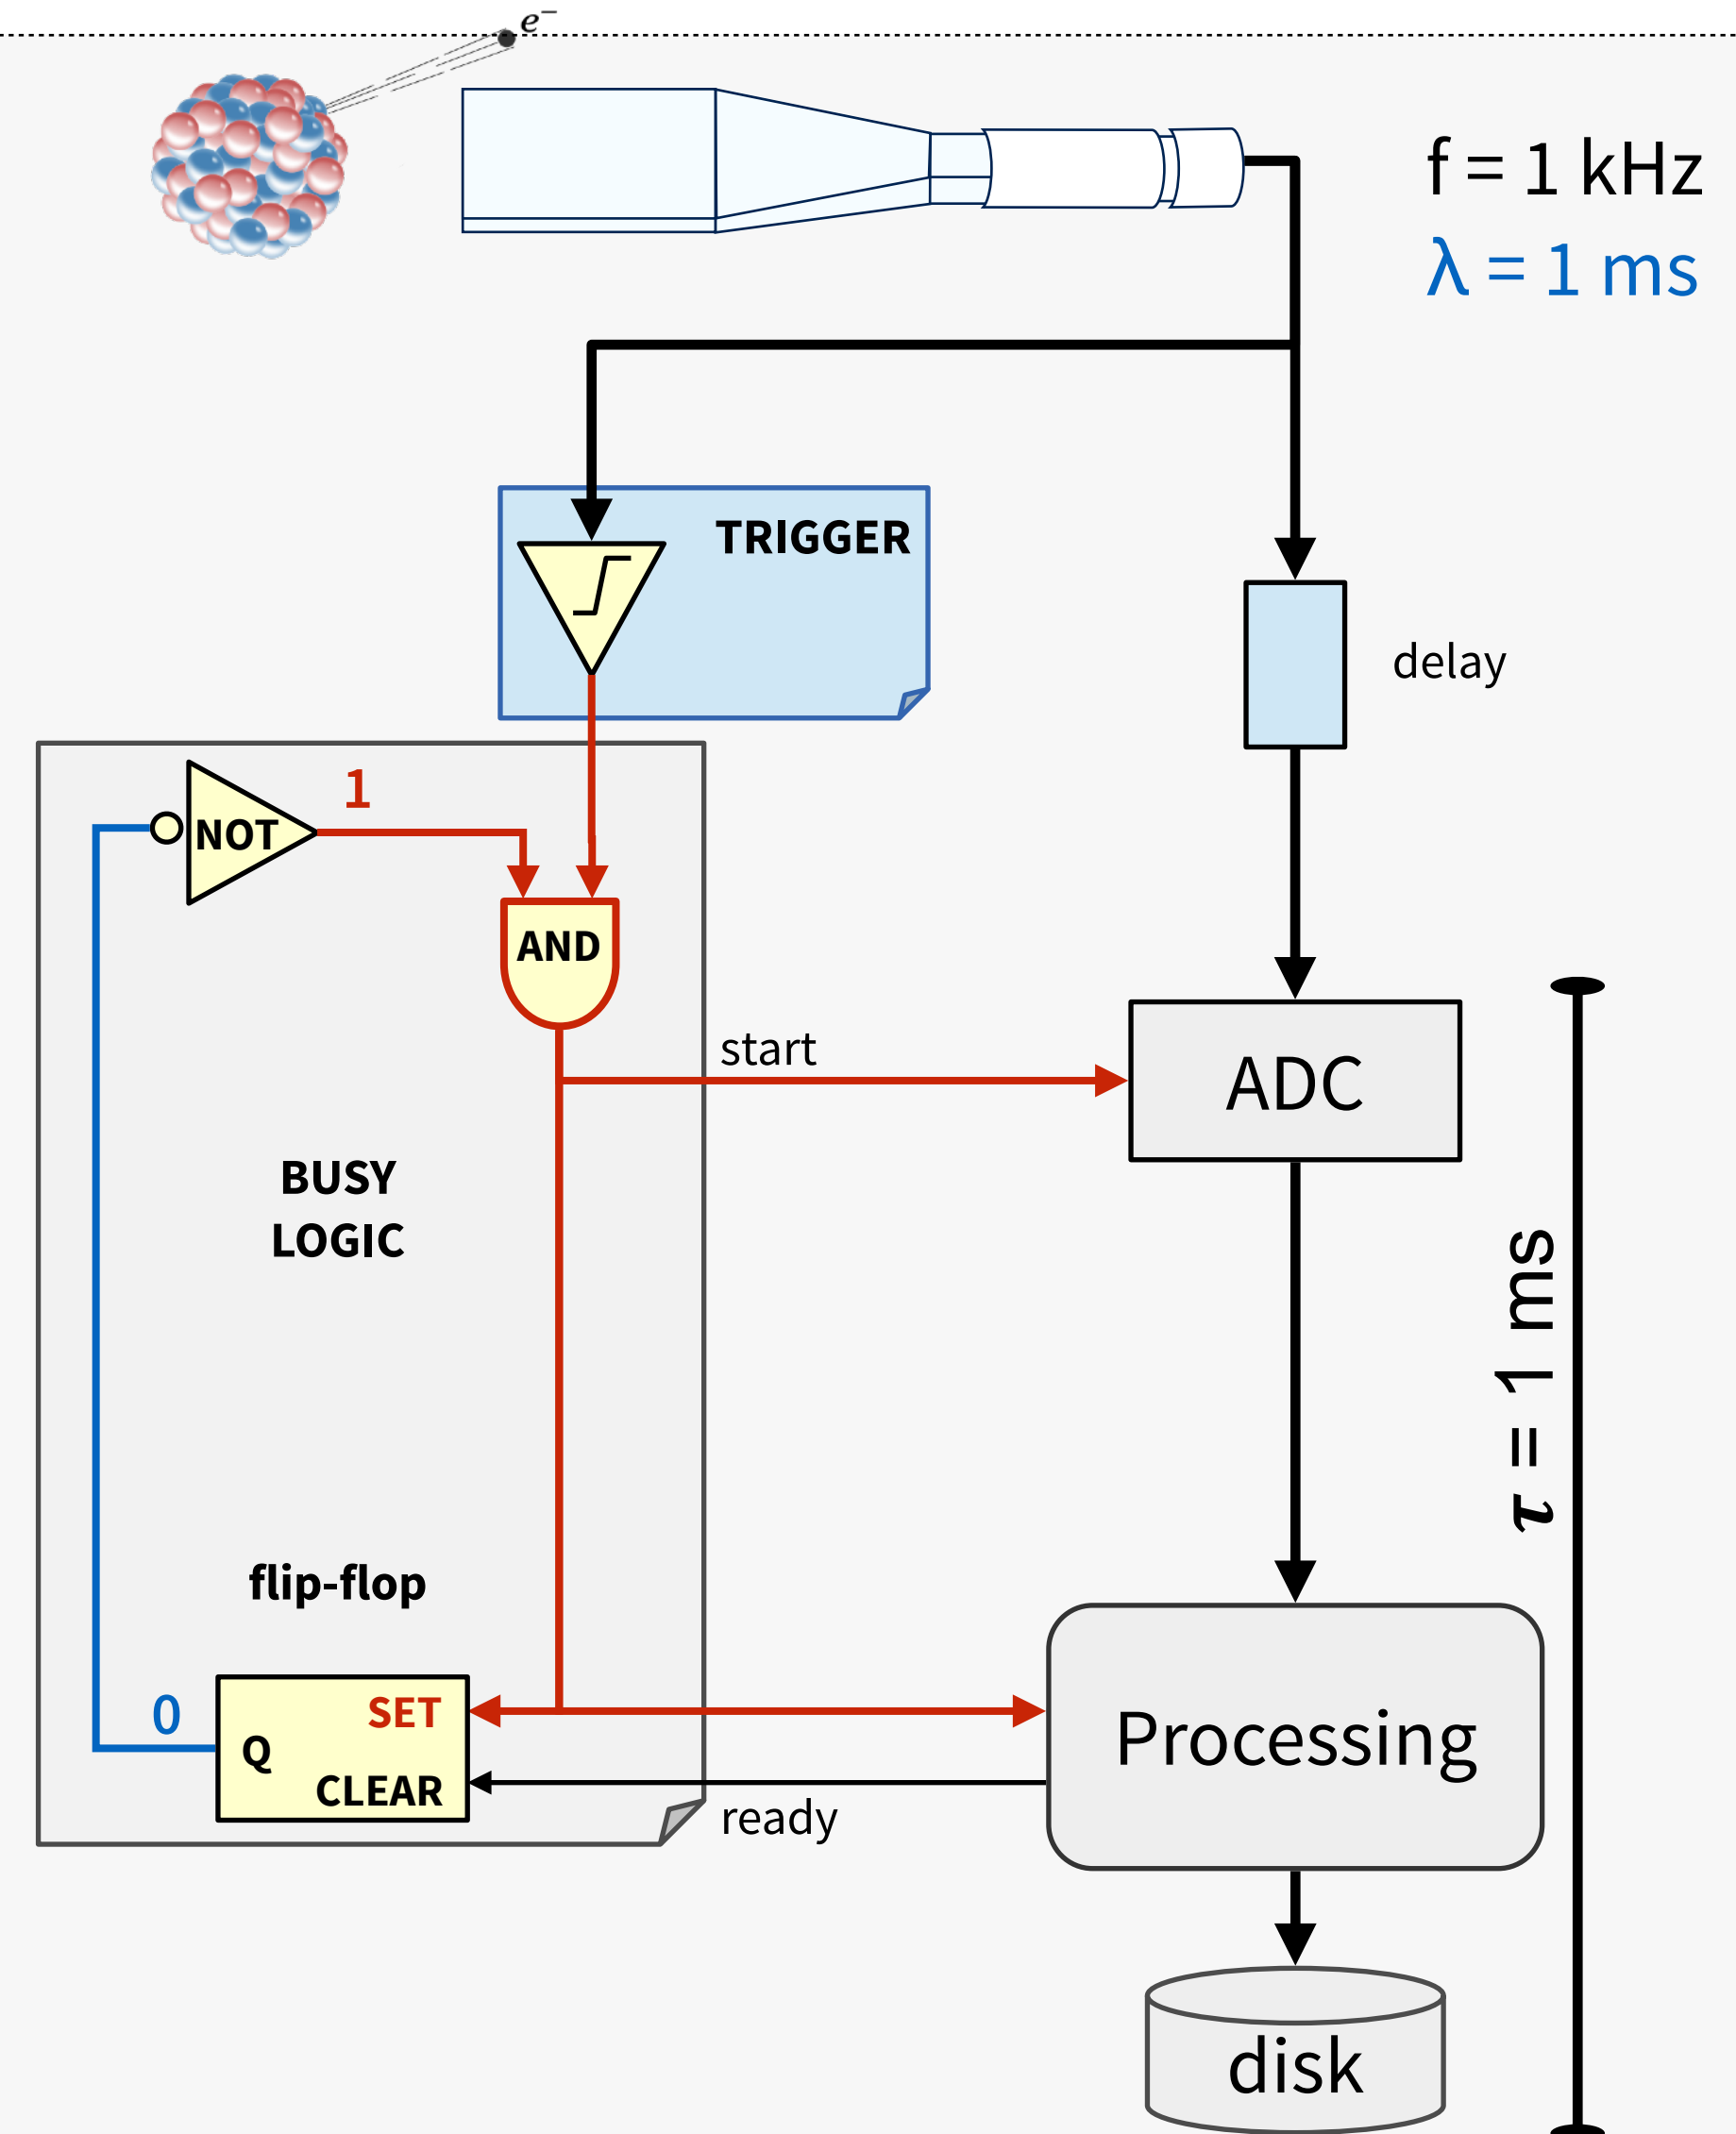 e⁻
f = 1 kHz
λ = 1 ms
TRIGGER
delay
NOT
1
AND
start
ADC
BUSY
LOGIC
τ = 1 ms
flip-flop
0
SET
Q
CLEAR
Processing
ready
disk